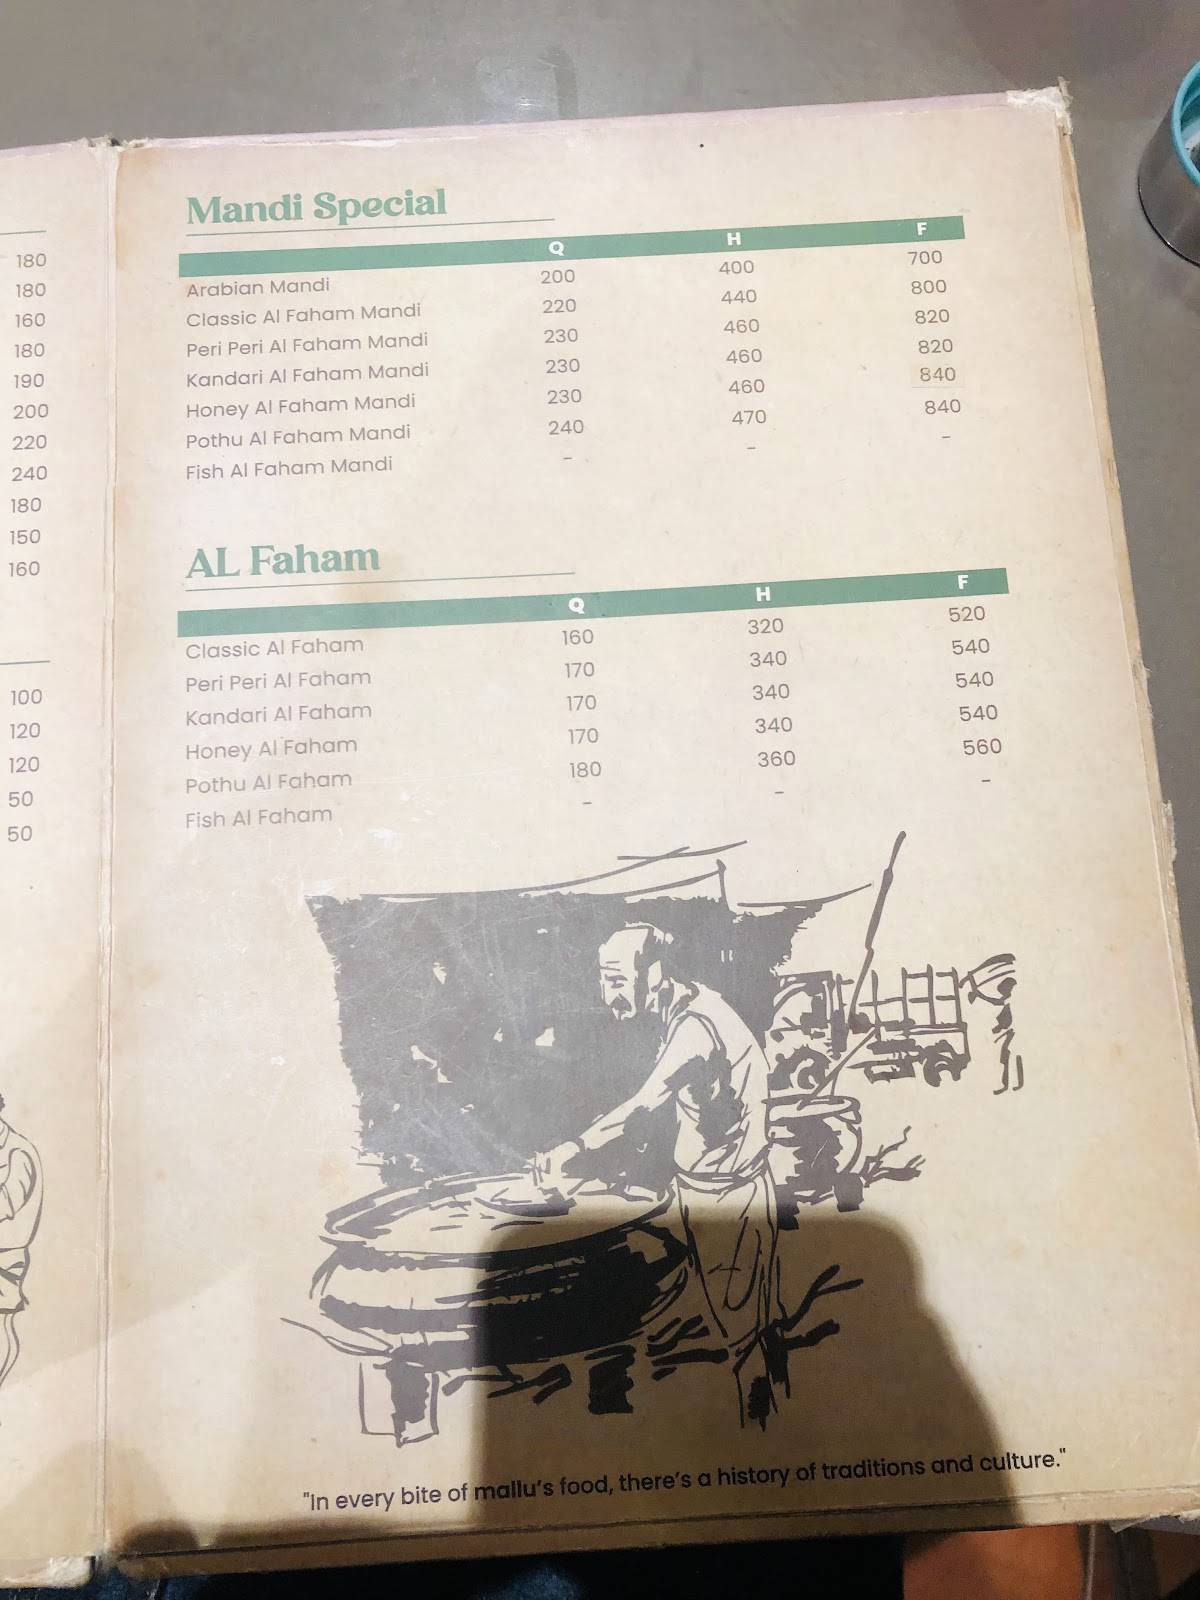 180
180
160
180
190
200
220
240
180
150
160
100
120
120
50
50
Mandi Special
Q H F
Arabian Mandi 200 400 700
Classic Al Faham Mandi 220 440 800
Peri Peri Al Faham Mandi 230 460 820
Kandari Al Faham Mandi 230 460 820
Honey Al Faham Mandi 230 460 840
Pothu Al Faham Mandi 240 470 840
Fish Al Faham Mandi - - -
AL Faham
Q H F
Classic Al Faham 160 320 520
Peri Peri Al Faham 170 340 540
Kandari Al Faham 170 340 540
Honey Al Faham 170 340 540
Pothu Al Faham 180 360 560
Fish Al Faham - - -
"In every bite of mallu's food, there's a history of traditions and culture."